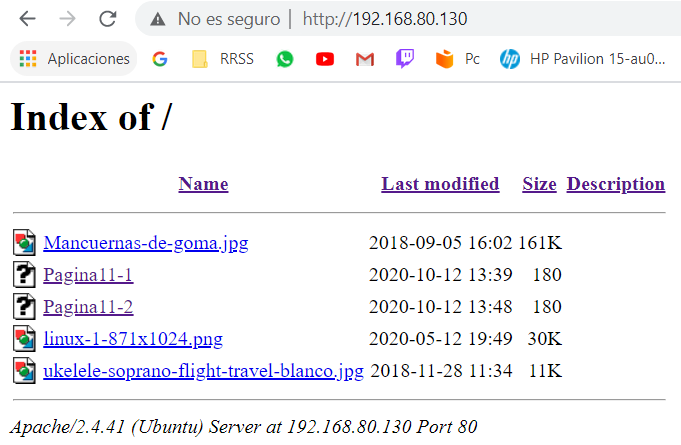 No es seguro | http://192.168.80.130
Aplicaciones RRSS Pc HP Pavilion 15-au0...
Index of /
Name Last modified Size Description
Mancuernas-de-goma.jpg 2018-09-05 16:02 161K
Pagina11-1 2020-10-12 13:39 180
Pagina11-2 2020-10-12 13:48 180
linux-1-871x1024.png 2020-05-12 19:49 30K
ukelele-soprano-flight-travel-blanco.jpg 2018-11-28 11:34 11K
Apache/2.4.41 (Ubuntu) Server at 192.168.80.130 Port 80